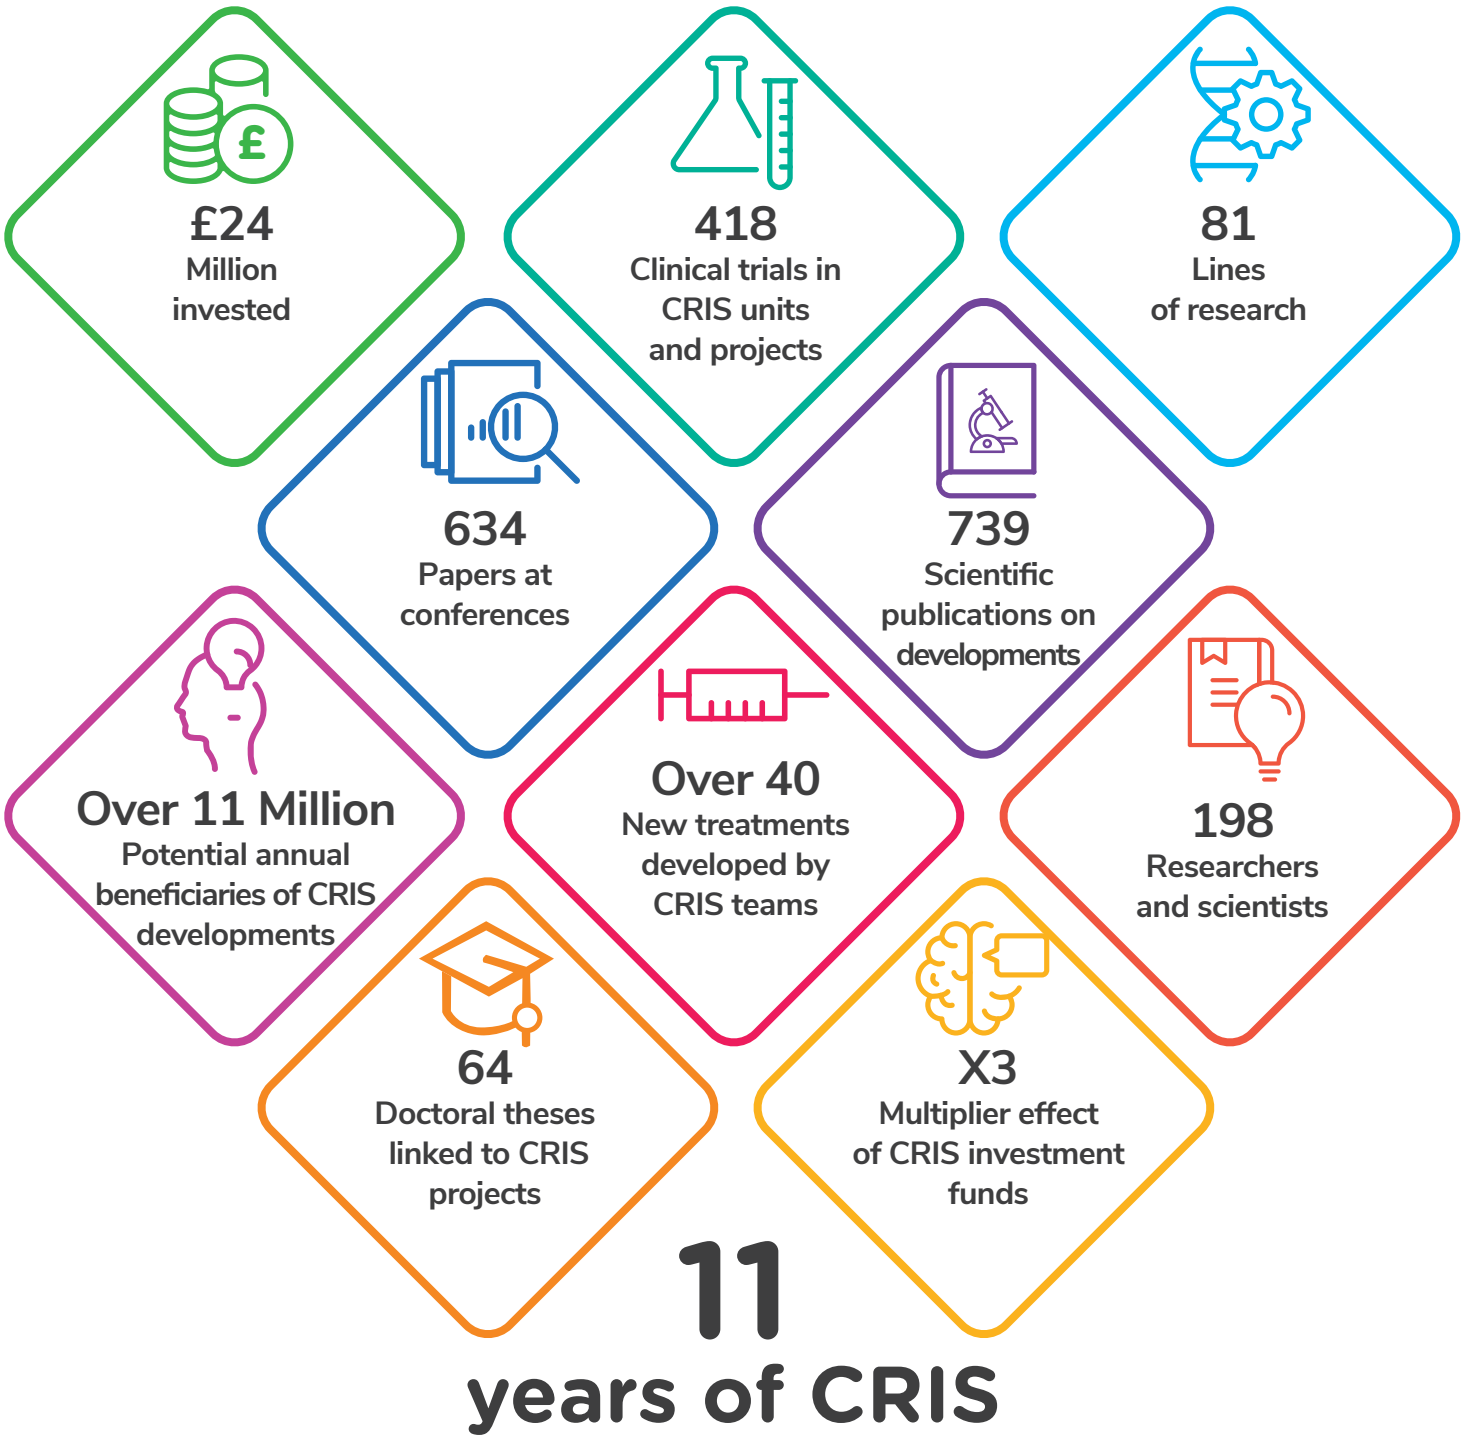 £
£24
Million
invested
418
Clinical trials in
CRIS units
and projects
81
Lines
of research
634
Papers at
conferences
739
Scientific
publications on
developments
Over 11 Million
Potential annual
beneficiaries of CRIS
developments
Over 40
New treatments
developed by
CRIS teams
198
Researchers
and scientists
64
Doctoral theses
linked to CRIS
projects
X3
Multiplier effect
of CRIS investment
funds
11
years of CRIS